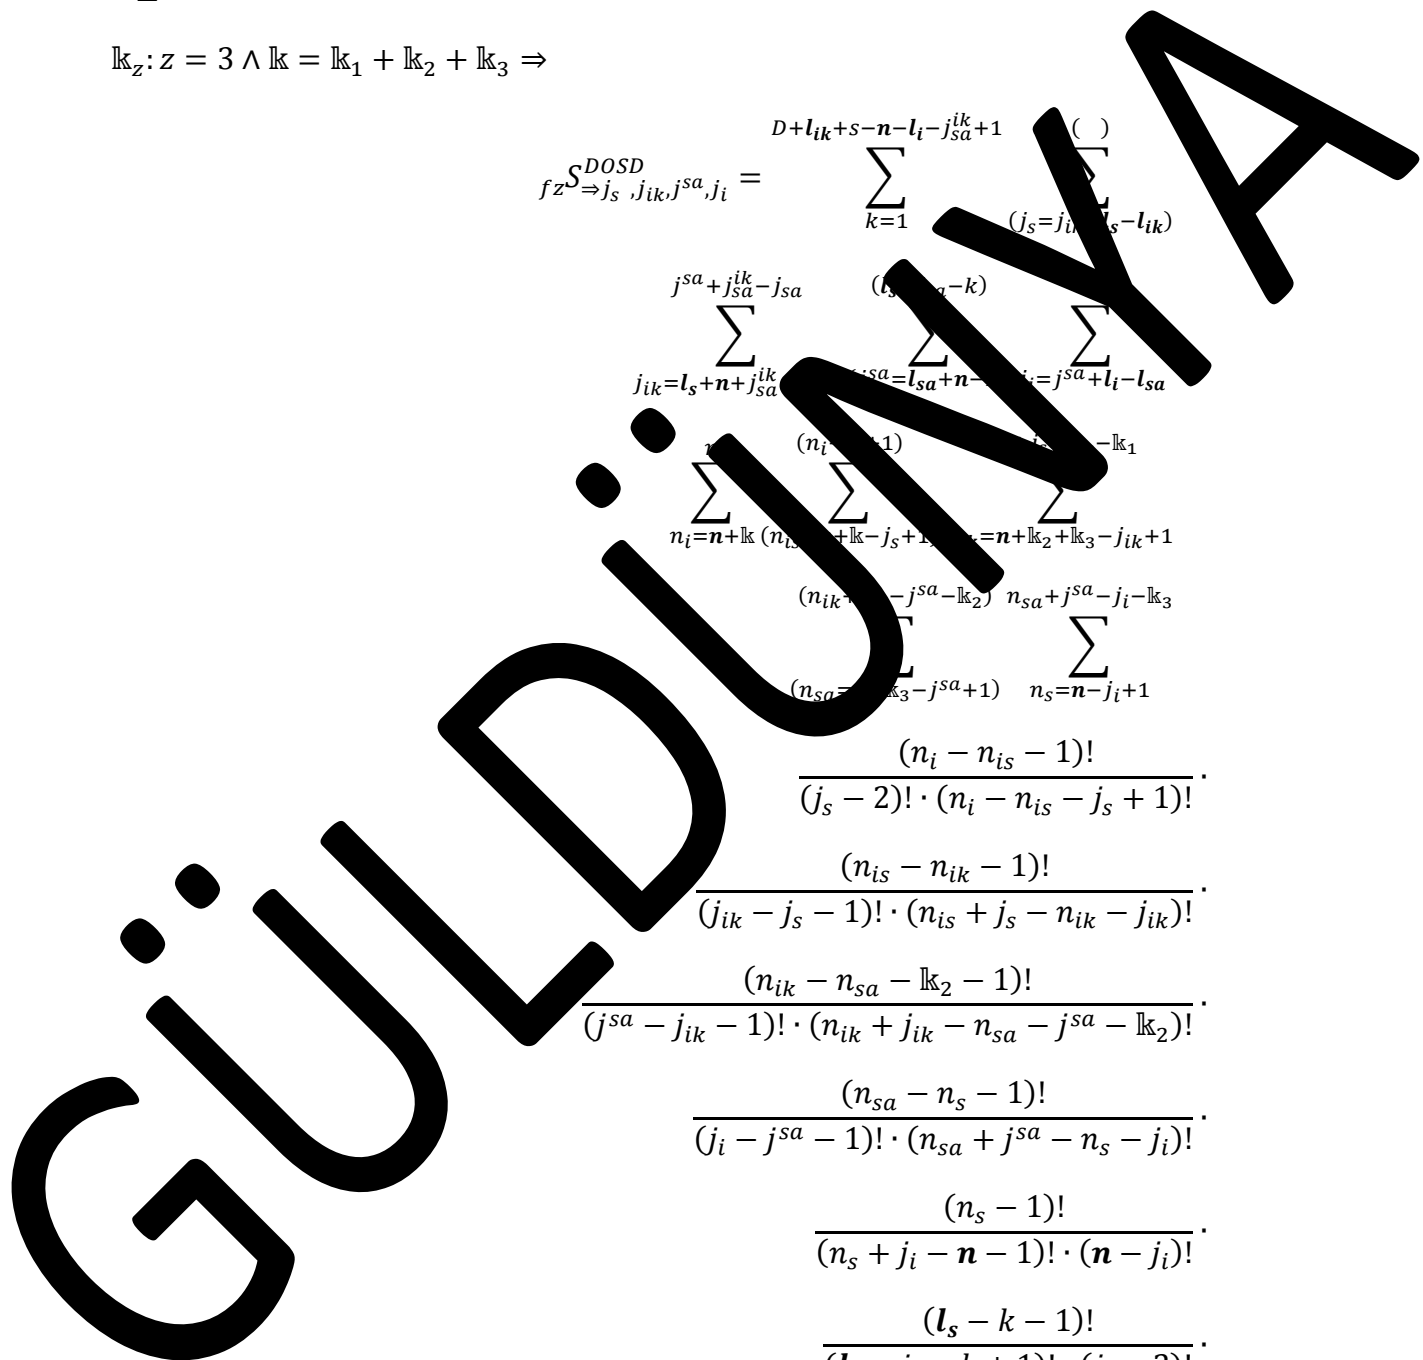 𝕜_z: z = 3 ∧ 𝕜 = 𝕜_1 + 𝕜_2 + 𝕜_3 ⇒
D+l_{ik}+s−n−l_i−j_{sa}^{ik}+1 ( )
_{fz}S^{DOSD}_{⇒j_s ,j_{ik},j^{sa},j_i} = ∑ ∑
k=1 −l_{ik})
j^{sa}+j_{sa}^{ik}−j_{sa} −k)
∑ ∑ ∑
j_{ik}=l_s+n+j_{sa}^{ik} =j^{sa}+l_i−l_{sa}
−𝕜_1
∑ ∑ ∑
n_i=n+𝕜 +𝕜−j_s+ =n+𝕜_2+𝕜_3−j_{ik}+1
−j^{sa}−𝕜_2) n_{sa}+j^{sa}−j_i−𝕜_3
∑ ∑
−j^{sa}+1) n_s=n−j_i+1
(n_i − n_{is} − 1)!
(j_s − 2)! · (n_i − n_{is} − j_s + 1)! ·
(n_{is} − n_{ik} − 1)!
(j_{ik} − j_s − 1)! · (n_{is} + j_s − n_{ik} − j_{ik})! ·
(n_{ik} − n_{sa} − 𝕜_2 − 1)!
(j^{sa} − j_{ik} − 1)! · (n_{ik} + j_{ik} − n_{sa} − j^{sa} − 𝕜_2)! ·
(n_{sa} − n_s − 1)!
(j_i − j^{sa} − 1)! · (n_{sa} + j^{sa} − n_s − j_i)! ·
(n_s − 1)!
(n_s + j_i − n − 1)! · (n − j_i)! ·
(l_s − k − 1)!
GÜLDÜNYA